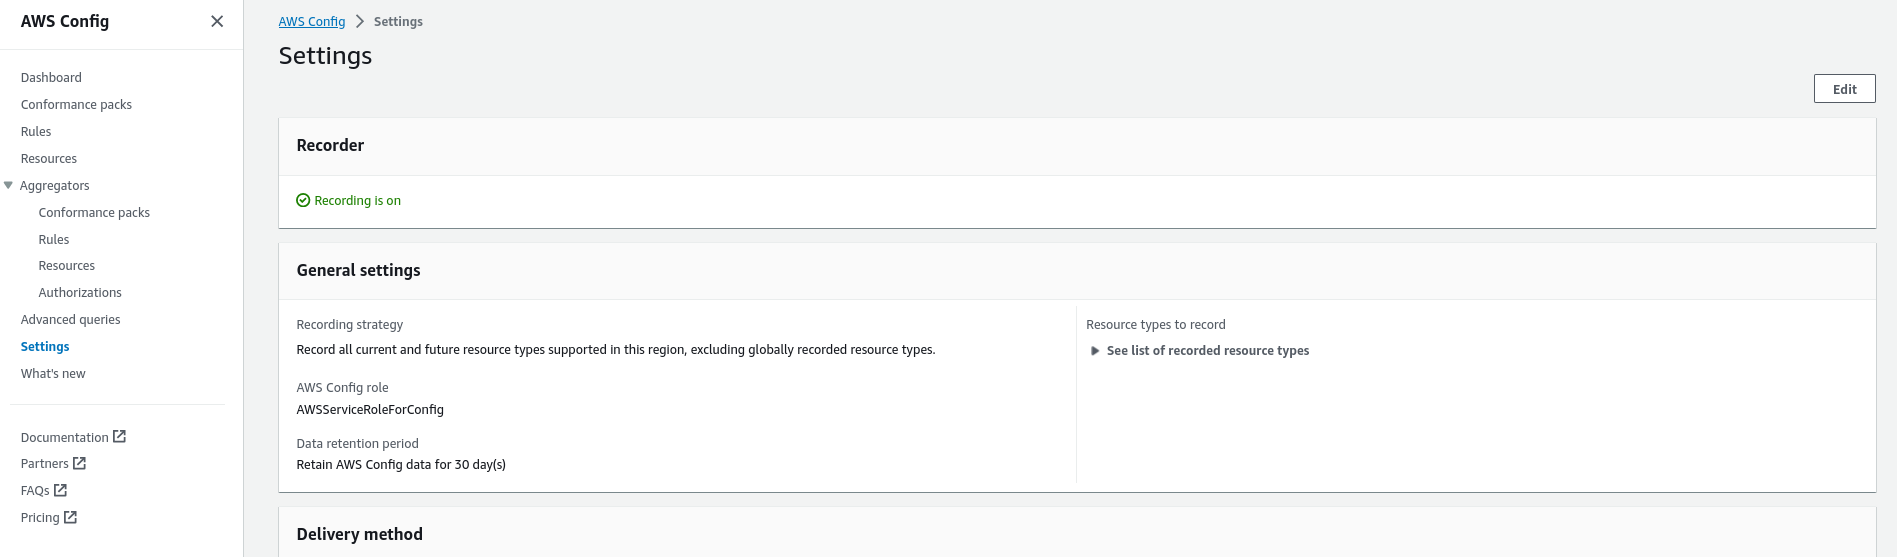 AWS Config
Dashboard
Conformance packs
Rules
Resources
Aggregators
Conformance packs
Rules
Resources
Authorizations
Advanced queries
Settings
What's new
Documentation
Partners
FAQs
Pricing
AWS Config > Settings
Settings
Edit
Recorder
Recording is on
General settings
Recording strategy
Record all current and future resource types supported in this region, excluding globally recorded resource types.
AWS Config role
AWSServiceRoleForConfig
Data retention period
Retain AWS Config data for 30 day(s)
Resource types to record
See list of recorded resource types
Delivery method